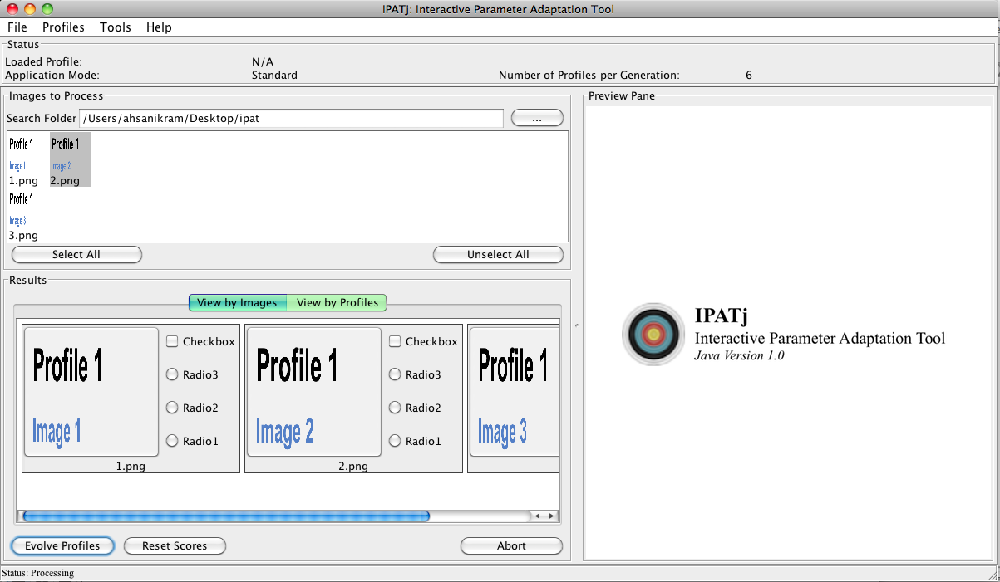 IPATj: Interactive Parameter Adaptation Tool
File Profiles Tools Help
Status
Loaded Profile: N/A
Application Mode: Standard Number of Profiles per Generation: 6
Images to Process
Search Folder /Users/ahsanikram/Desktop/ipat ...
Profile 1 Profile 1
Image 1 Image 2
1.png 2.png
Profile 1
Image 3
3.png
Select All Unselect All
Results
View by Images View by Profiles
Profile 1
Image 1
Checkbox
Radio3
Radio2
Radio1
1.png
Profile 1
Image 2
Checkbox
Radio3
Radio2
Radio1
2.png
Profile 1
Image 3
Evolve Profiles Reset Scores Abort
Preview Pane
IPATj
Interactive Parameter Adaptation Tool
Java Version 1.0
Status: Processing